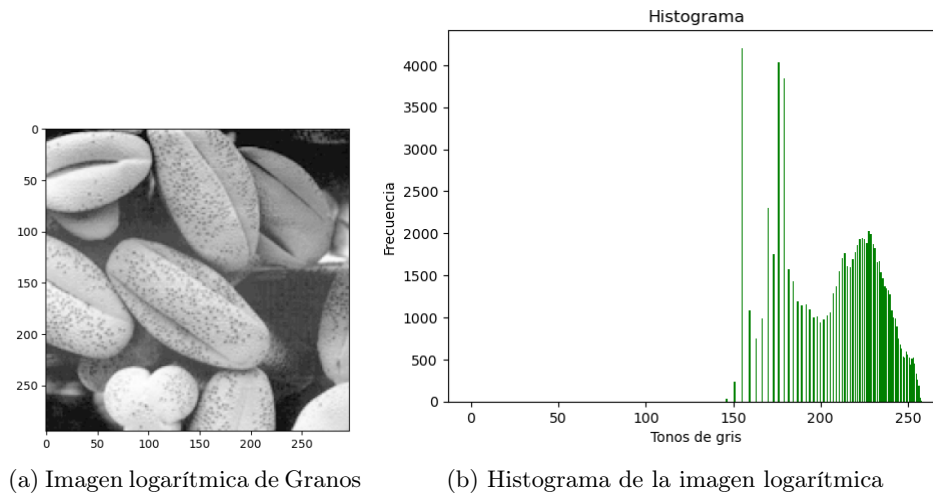 Histograma
0
50
100
150
200
250
0 50 100 150 200 250
4000
3500
3000
2500
2000
1500
1000
500
0
Frecuencia
0 50 100 150 200 250
Tonos de gris
(a) Imagen logarítmica de Granos
(b) Histograma de la imagen logarítmica